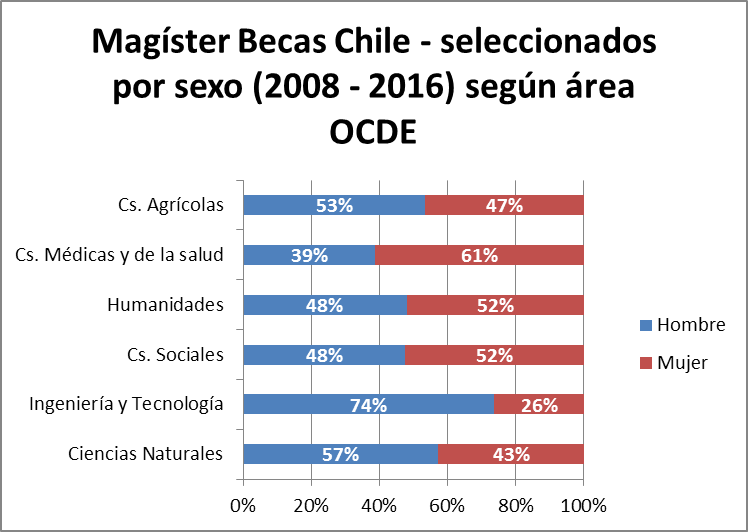 Magíster Becas Chile - seleccionados
por sexo (2008 - 2016) según área
OCDE
Cs. Agrícolas 53% 47%
Cs. Médicas y de la salud 39% 61%
Humanidades 48% 52%
Cs. Sociales 48% 52%
Ingeniería y Tecnología 74% 26%
Ciencias Naturales 57% 43%
0% 20% 40% 60% 80% 100%
Hombre
Mujer